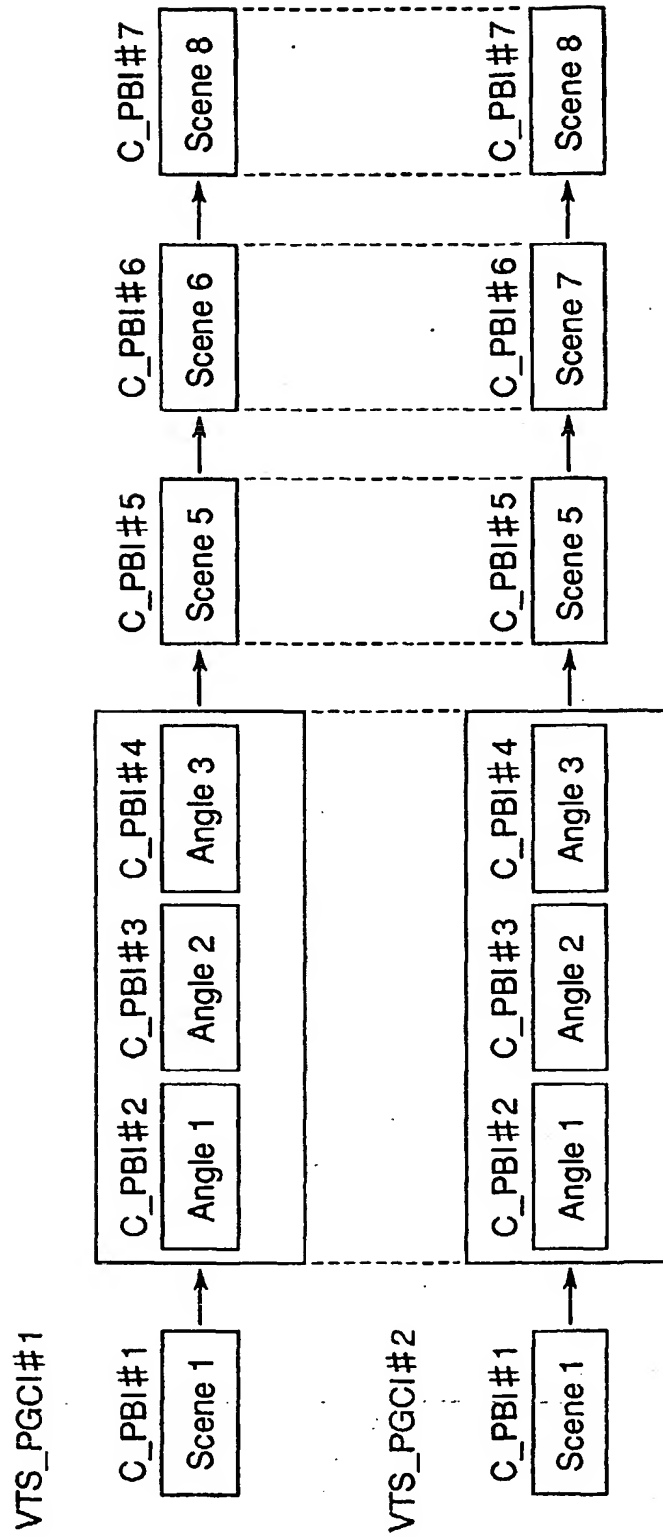 VTS_PGCI#1
C_PBI#1 C_PBI#2 C_PBI#3 C_PBI#4 C_PBI#5 C_PBI#6 C_PBI#7
Scene 1 Angle 1 Angle 2 Angle 3 Scene 5 Scene 6 Scene 8
VTS_PGCI#2
C_PBI#1 C_PBI#2 C_PBI#3 C_PBI#4 C_PBI#5 C_PBI#6 C_PBI#7
Scene 1 Angle 1 Angle 2 Angle 3 Scene 5 Scene 7 Scene 8